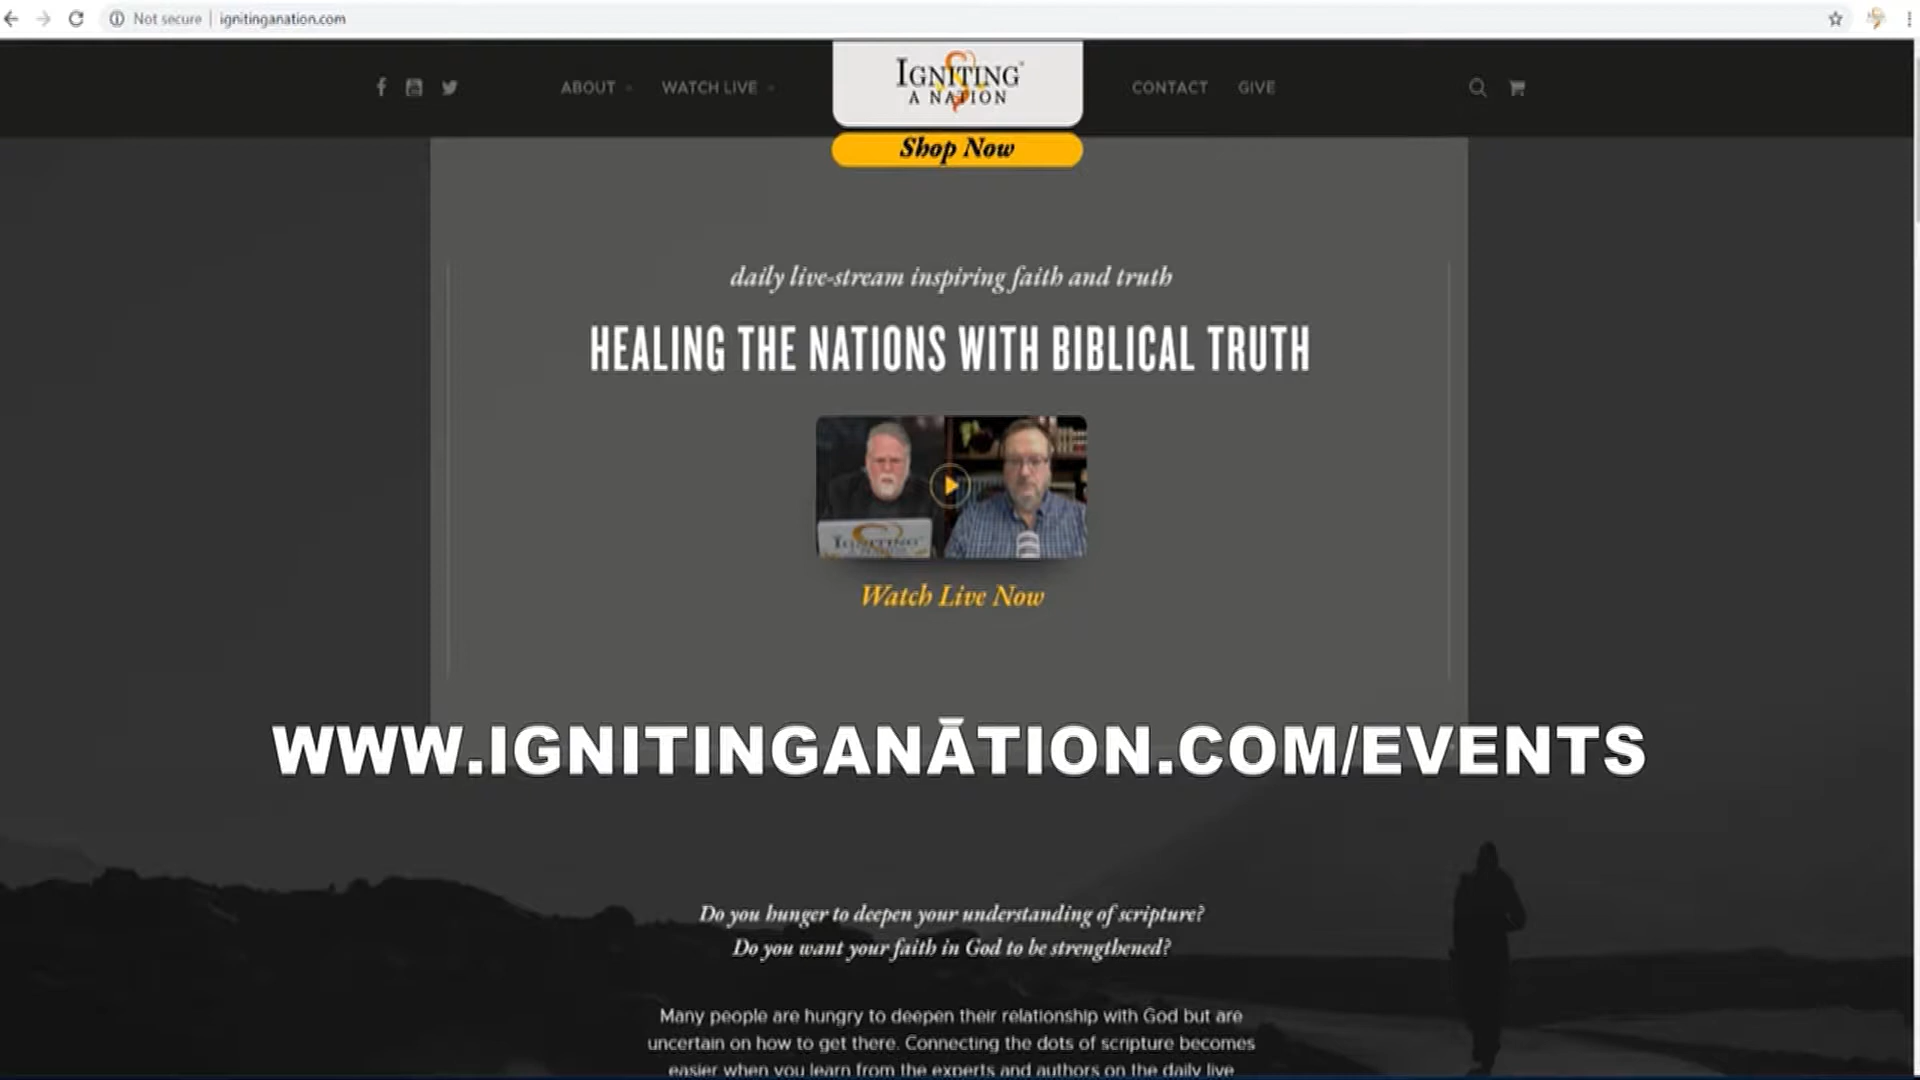 Not secure | ignitinganation.com
ABOUT
WATCH LIVE
IGNITING
A NATION
CONTACT
GIVE
Shop Now
daily live-stream inspiring faith and truth
HEALING THE NATIONS WITH BIBLICAL TRUTH
IGNITING
Watch Live Now
WWW.IGNITINGANATION.COM/EVENTS
Do you hunger to deepen your understanding of scripture?
Do you want your faith in God to be strengthened?
Many people are hungry to deepen their relationship with God but are
uncertain on how to get there. Connecting the dots of scripture becomes
easier when you learn from the experts and authors on the daily live